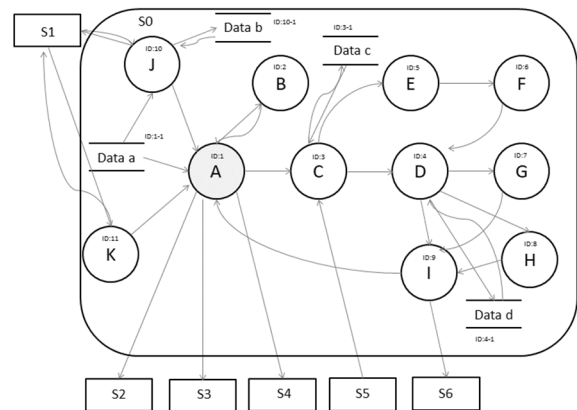 S0
S1
ID:10
J
Data b
ID:10-1
ID:3-1
Data c
ID:2
B
ID:5
E
ID:6
F
ID:1-1
Data a
ID:1
A
ID:3
C
ID:4
D
ID:7
G
ID:11
K
ID:9
I
ID:8
H
Data d
ID:4-1
S2
S3
S4
S5
S6